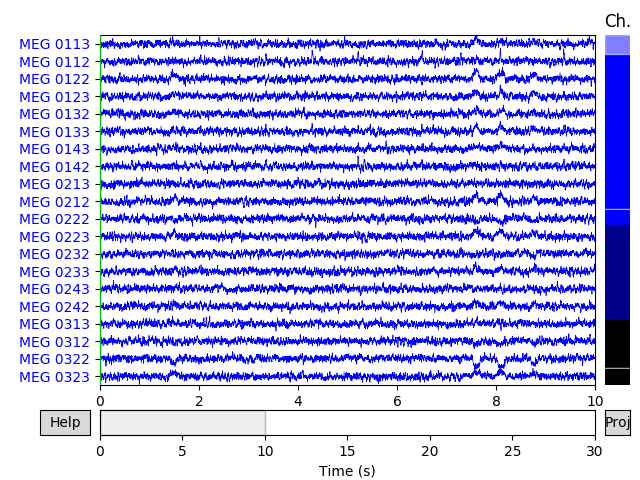 Ch.
MEG 0113
MEG 0112
MEG 0122
MEG 0123
MEG 0132
MEG 0133
MEG 0143
MEG 0142
MEG 0213
MEG 0212
MEG 0222
MEG 0223
MEG 0232
MEG 0233
MEG 0243
MEG 0242
MEG 0313
MEG 0312
MEG 0322
MEG 0323
0 2 4 6 8 10
Help
Proj
0 5 10 15 20 25 30
Time (s)